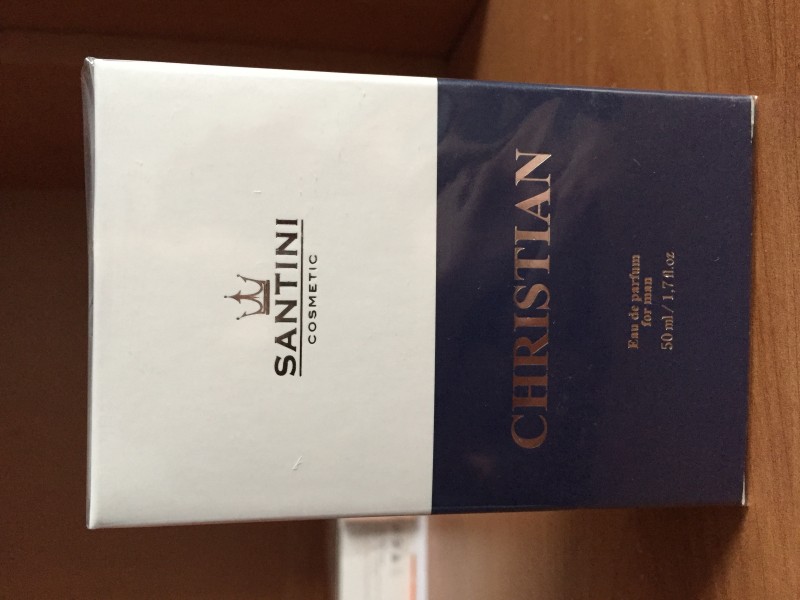 SANTINI
COSMETIC
CHRISTIAN
Eau de parfum
for man
50 ml / 1,7 fl.oz